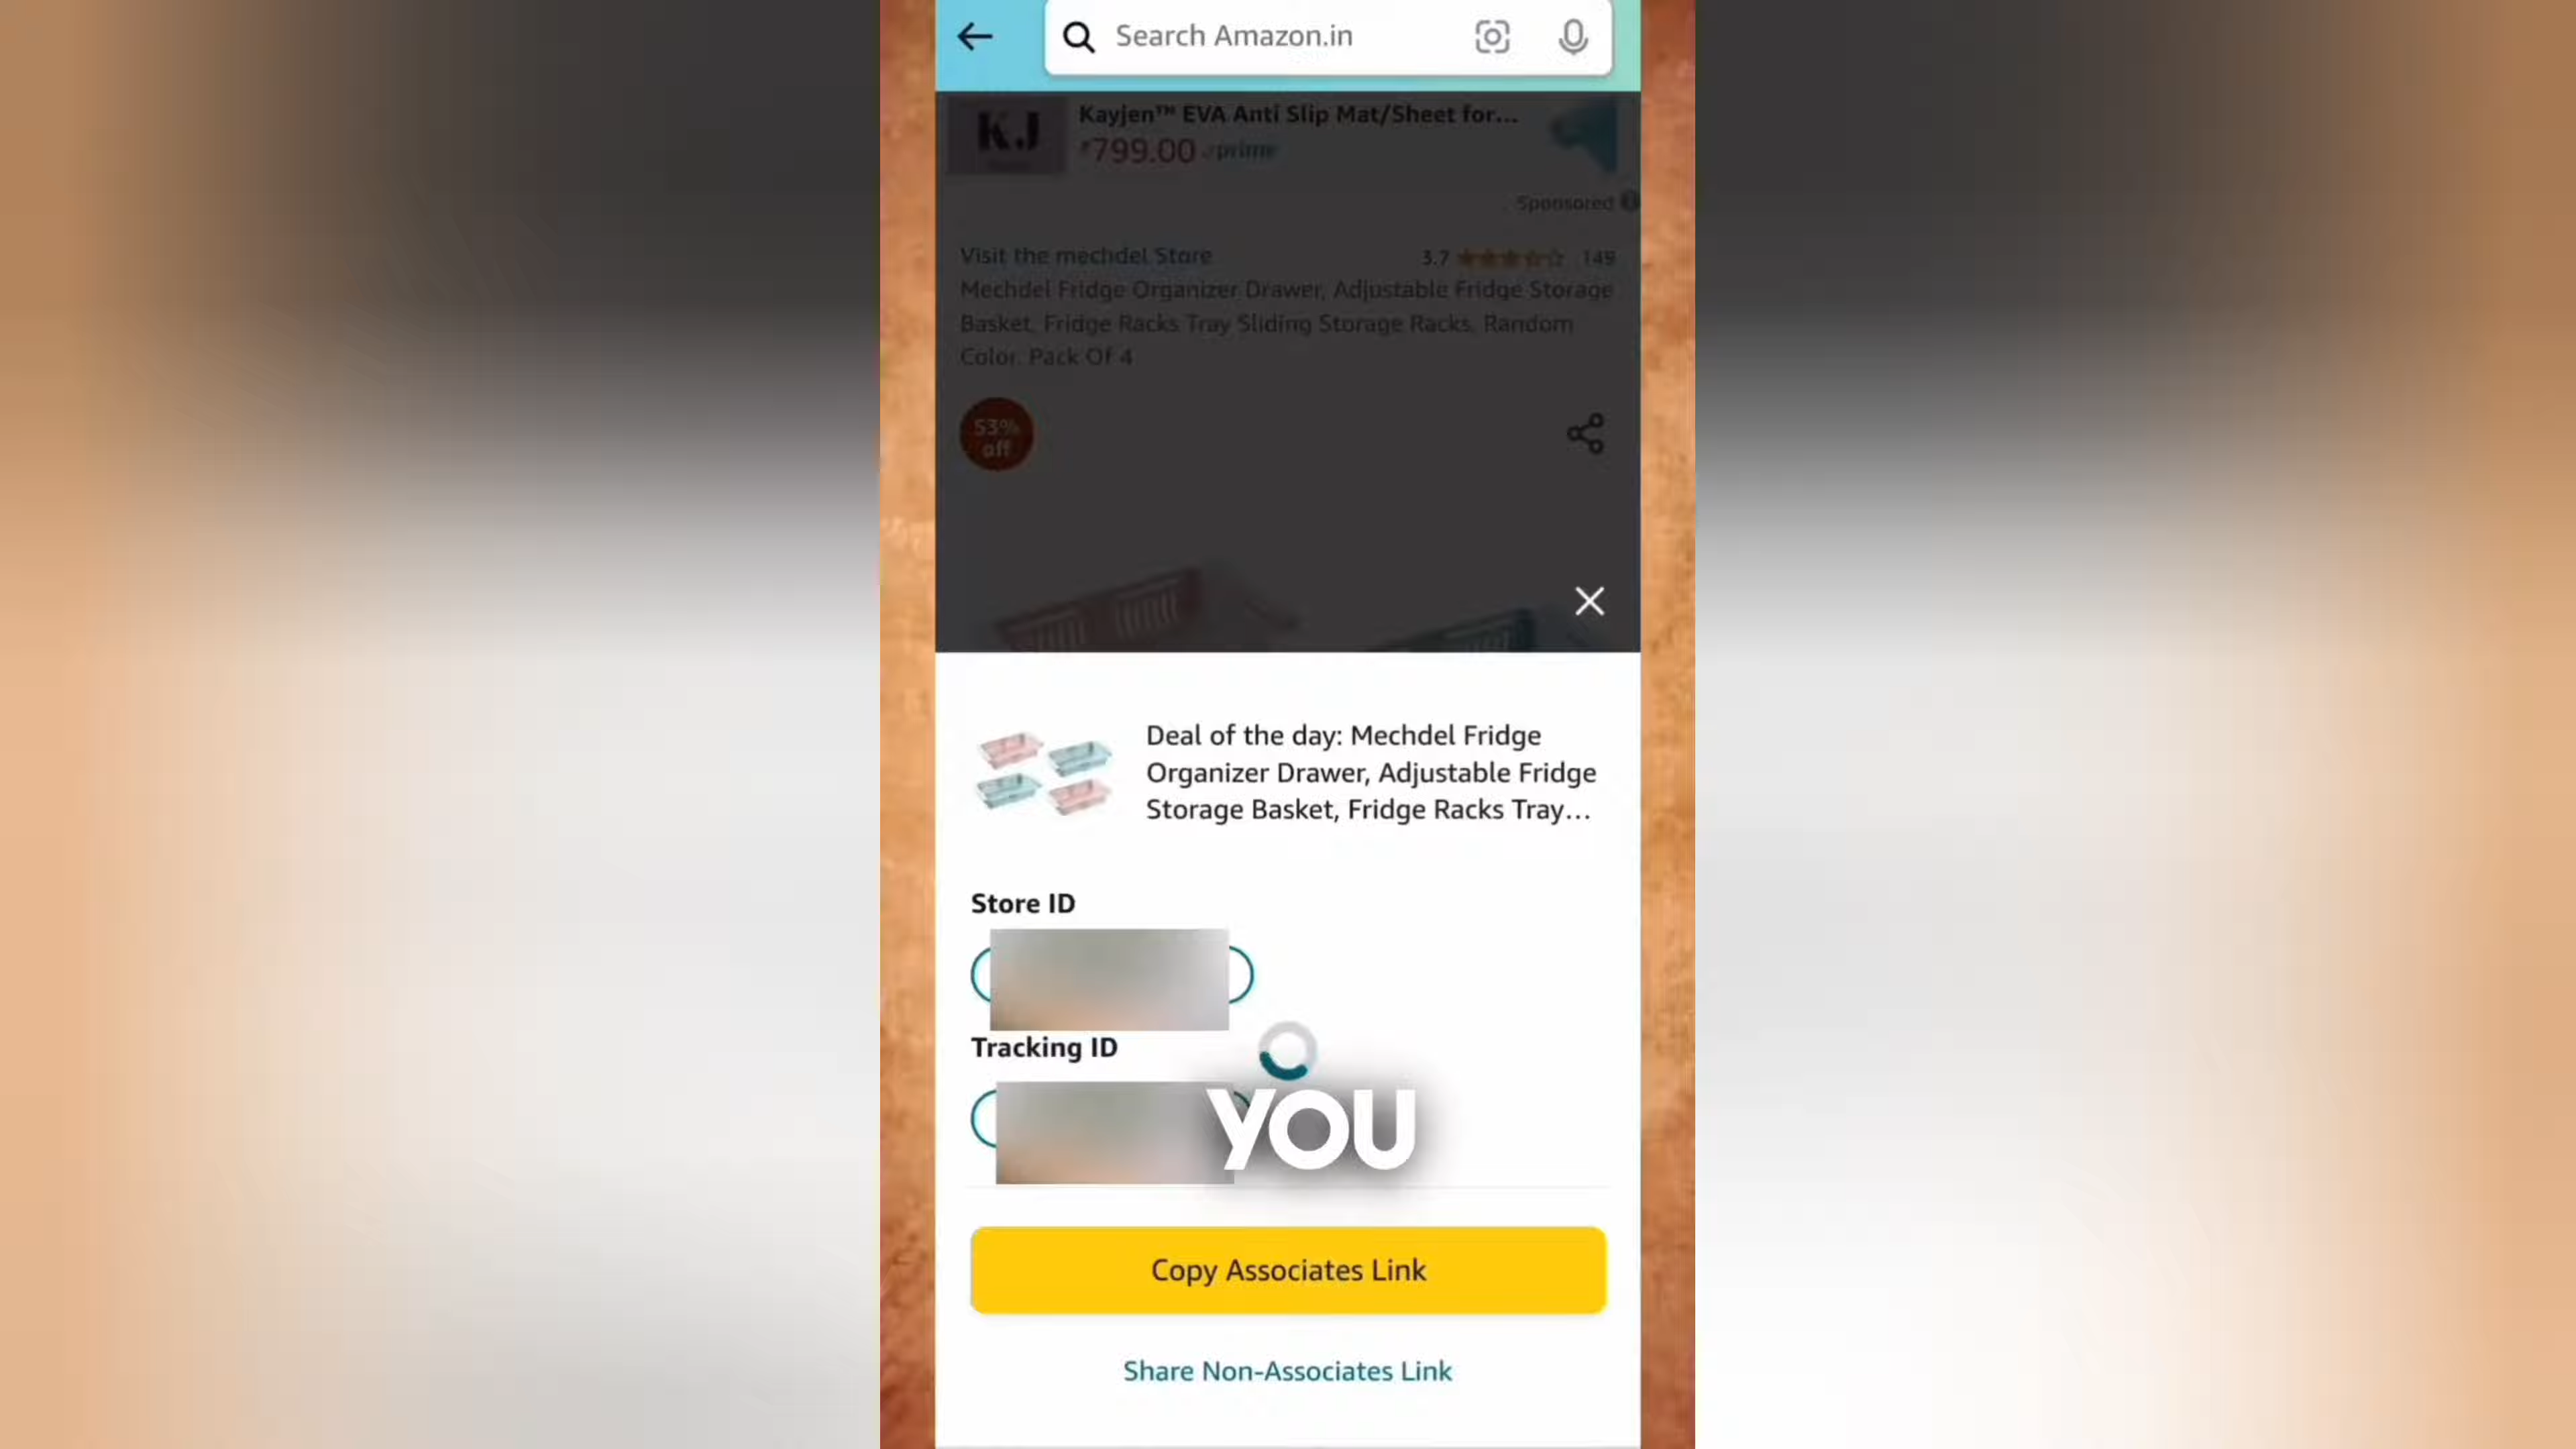 Search Amazon.in
KJ
Kayjen™ EVA Anti Slip Mat/Sheet for...
₹799.00 prime
Sponsored
Visit the mechdel Store
3.7 149
Mechdel Fridge Organizer Drawer, Adjustable Fridge Storage
Basket, Fridge Racks Tray Sliding Storage Racks, Random
Color. Pack Of 4
53%
off
Deal of the day: Mechdel Fridge
Organizer Drawer, Adjustable Fridge
Storage Basket, Fridge Racks Tray...
Store ID
Tracking ID
YOU
Copy Associates Link
Share Non-Associates Link